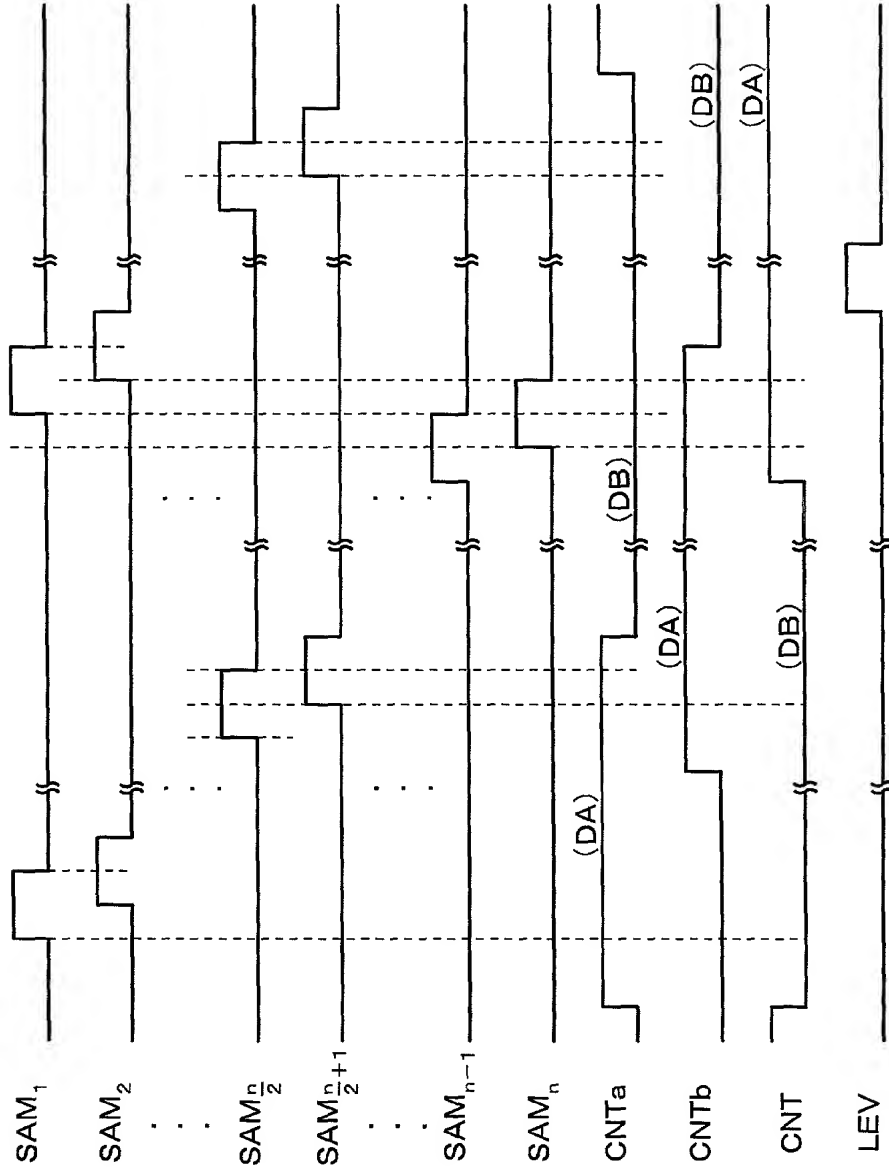 SAM₁
SAM₂
· · · ·
SAMₙ/₂
SAMₙ/₂+1
· · · ·
SAMₙ₋₁
SAMₙ
CNTa
(DA)
(DB)
CNTb
(DA)
(DB)
CNT
(DB)
(DA)
LEV